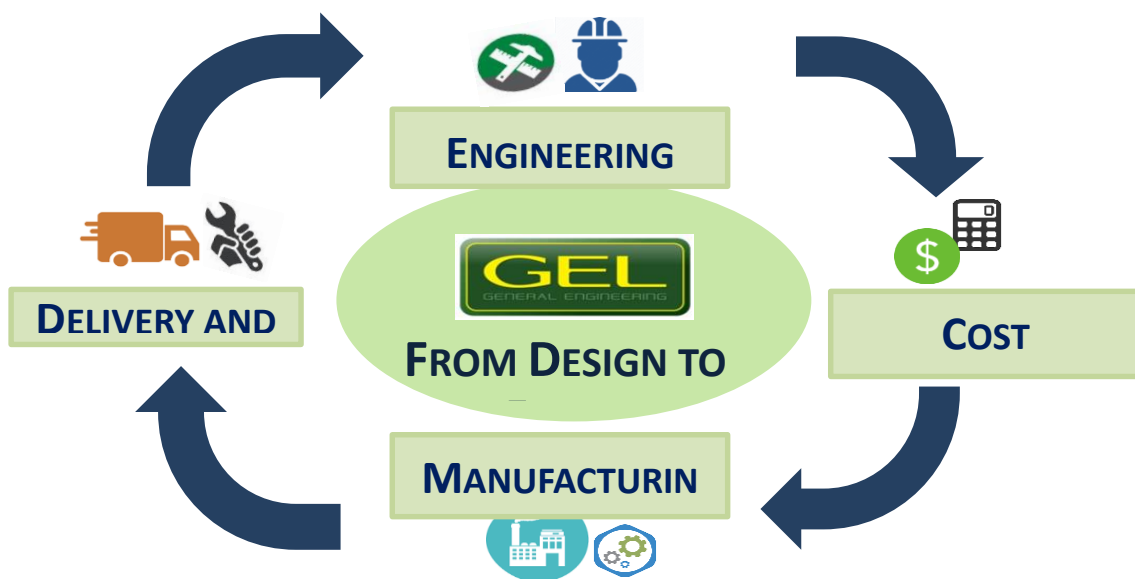 ENGINEERING
GEL
GENERAL ENGINEERING
DELIVERY AND
COST
$
FROM DESIGN TO
MANUFACTURIN